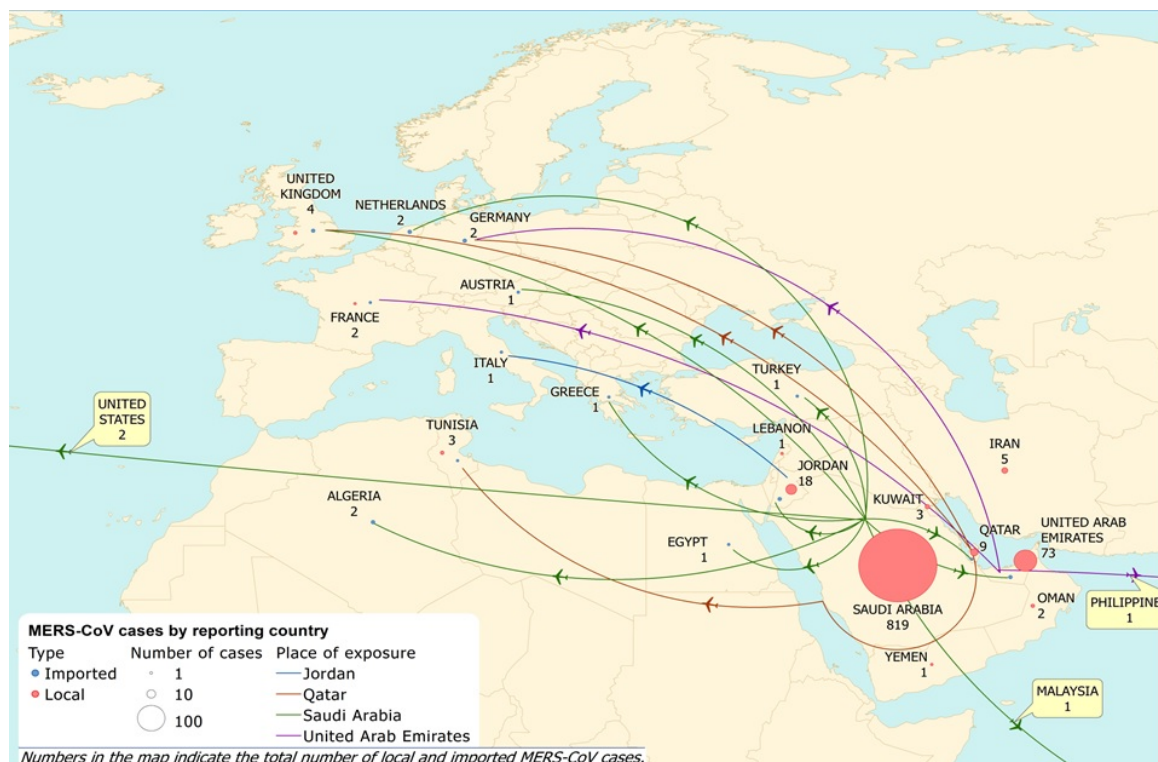 UNITED
KINGDOM
4
NETHERLANDS
2
GERMANY
2
AUSTRIA
1
FRANCE
2
ITALY
1
GREECE
1
TURKEY
1
UNITED
STATES
2
TUNISIA
3
LEBANON
1
IRAN
5
JORDAN
18
ALGERIA
2
KUWAIT
3
QATAR
9
UNITED ARAB
EMIRATES
73
EGYPT
1
SAUDI ARABIA
819
OMAN
2
PHILIPPINE
1
YEMEN
1
MALAYSIA
1
MERS-CoV cases by reporting country
Type
Imported
Local
Number of cases
1
10
100
Place of exposure
Jordan
Qatar
Saudi Arabia
United Arab Emirates
Numbers in the map indicate the total number of local and imported MERS-CoV cases.